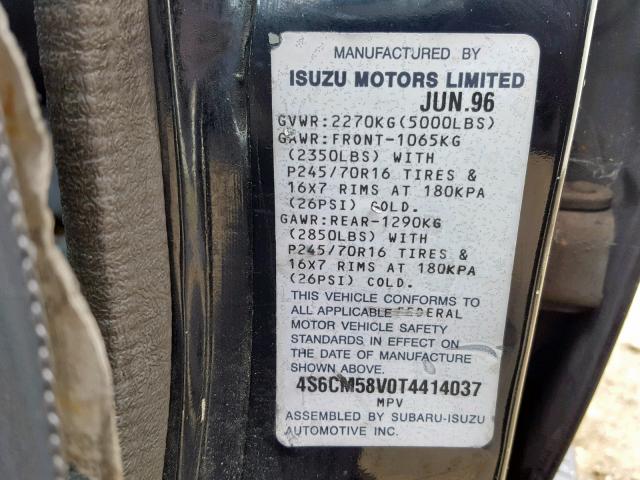 MANUFACTURED BY
ISUZU MOTORS LIMITED
JUN.96
GVWR:2270KG(5000LBS)
GAWR:FRONT-1065KG
(2350LBS) WITH
P245/70R16 TIRES &
16X7 RIMS AT 180KPA
(26PSI) COLD.
GAWR:REAR-1290KG
(2850LBS) WITH
P245/70R16 TIRES &
16X7 RIMS AT 180KPA
(26PSI) COLD.
THIS VEHICLE CONFORMS TO
ALL APPLICABLE FEDERAL
MOTOR VEHICLE SAFETY
STANDARDS IN EFFECT ON
THE DATE OF MANUFACTURE
SHOWN ABOVE.
4S6CM58V0T4414037
MPV
ASSEMBLED BY SUBARU-ISUZU
AUTOMOTIVE INC.